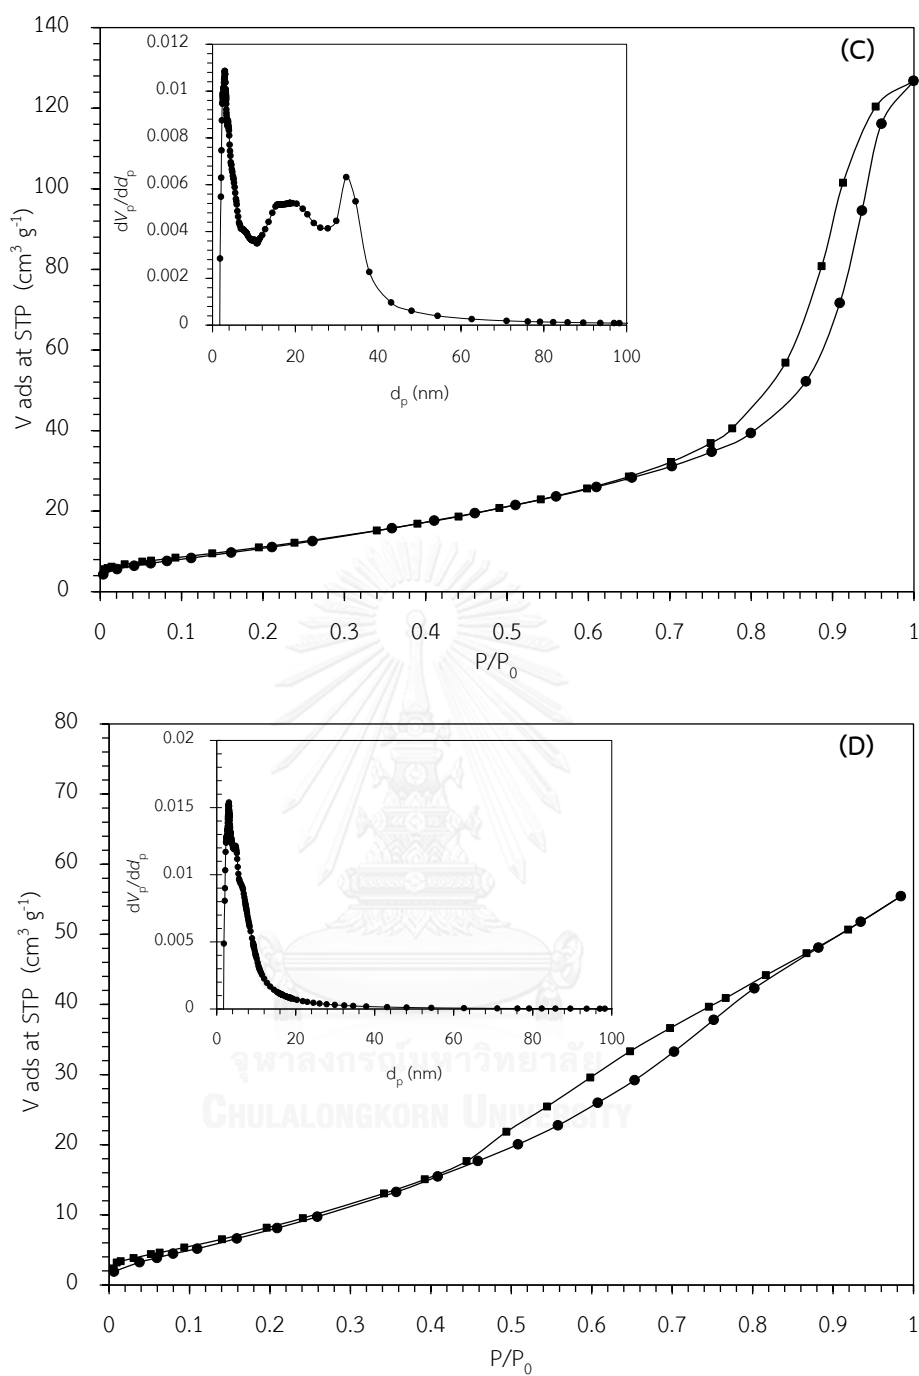 (C)
V ads at STP (cm³ g⁻¹)
140
120
100
80
60
40
20
0
0 0.1 0.2 0.3 0.4 0.5 0.6 0.7 0.8 0.9 1
P/P₀
dVₚ/ddₚ
0.012
0.01
0.008
0.006
0.004
0.002
0
0 20 40 60 80 100
dₚ (nm)
(D)
V ads at STP (cm³ g⁻¹)
80
70
60
50
40
30
20
10
0
0 0.1 0.2 0.3 0.4 0.5 0.6 0.7 0.8 0.9 1
P/P₀
dVₚ/ddₚ
0.02
0.015
0.01
0.005
0
0 20 40 60 80 100
dₚ (nm)
จุฬาลงกรณ์มหาวิทยาลัย
CHULALONGKORN UNIVERSITY